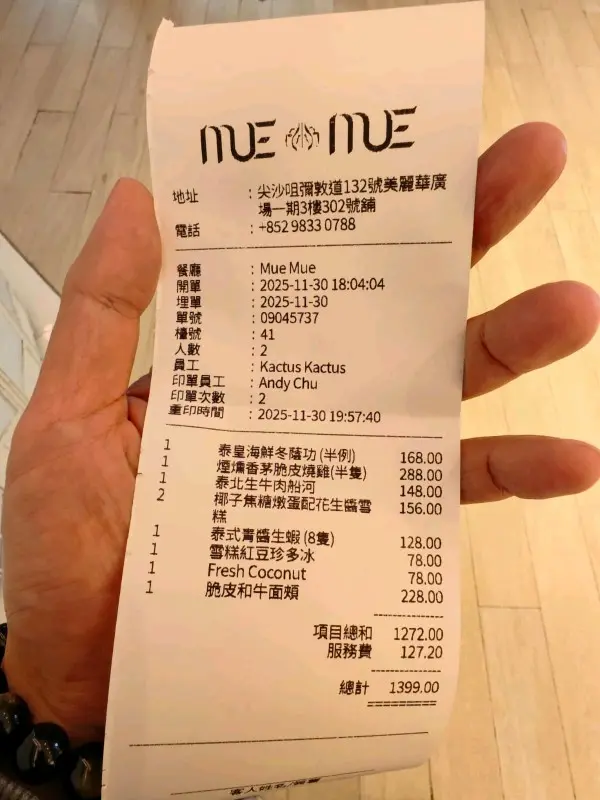 MUE MUE
地址 : 尖沙咀彌敦道132號美麗華廣
場一期3樓302號舖
電話 : +852 9833 0788
餐廳 : Mue Mue
開單 : 2025-11-30 18:04:04
埋單 : 2025-11-30
單號 : 09045737
檯號 : 41
人數 : 2
員工 : Kactus Kactus
印單員工 : Andy Chu
印單次數 : 2
重印時間 : 2025-11-30 19:57:40
1 泰皇海鮮冬蔭功 (半例) 168.00
1 煙燻香茅脆皮燒雞(半隻) 288.00
1 泰北生牛肉船河 148.00
2 椰子焦糖燉蛋配花生醬雪 156.00
糕
1 泰式青醬生蝦 (8隻) 128.00
1 雪糕紅豆珍多冰 78.00
1 Fresh Coconut 78.00
1 脆皮和牛面頰 228.00
項目總和 1272.00
服務費 127.20
總計 1399.00